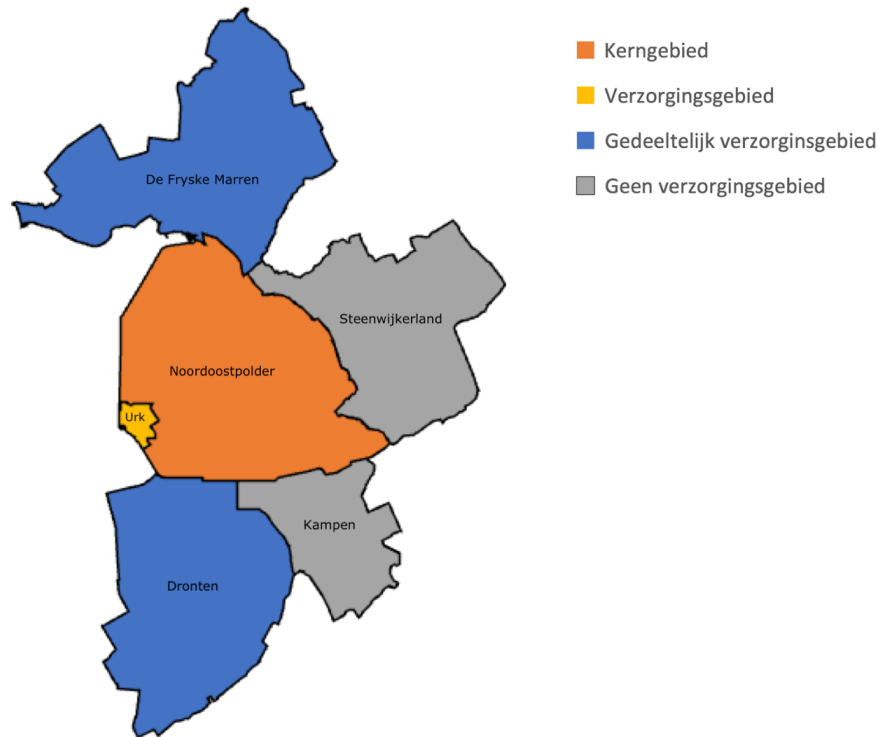 Kerngebied
Verzorgingsgebied
Gedeeltelijk verzorginsgebied
Geen verzorgingsgebied
De Fryske Marren
Steenwijkerland
Noordoostpolder
Urk
Kampen
Dronten